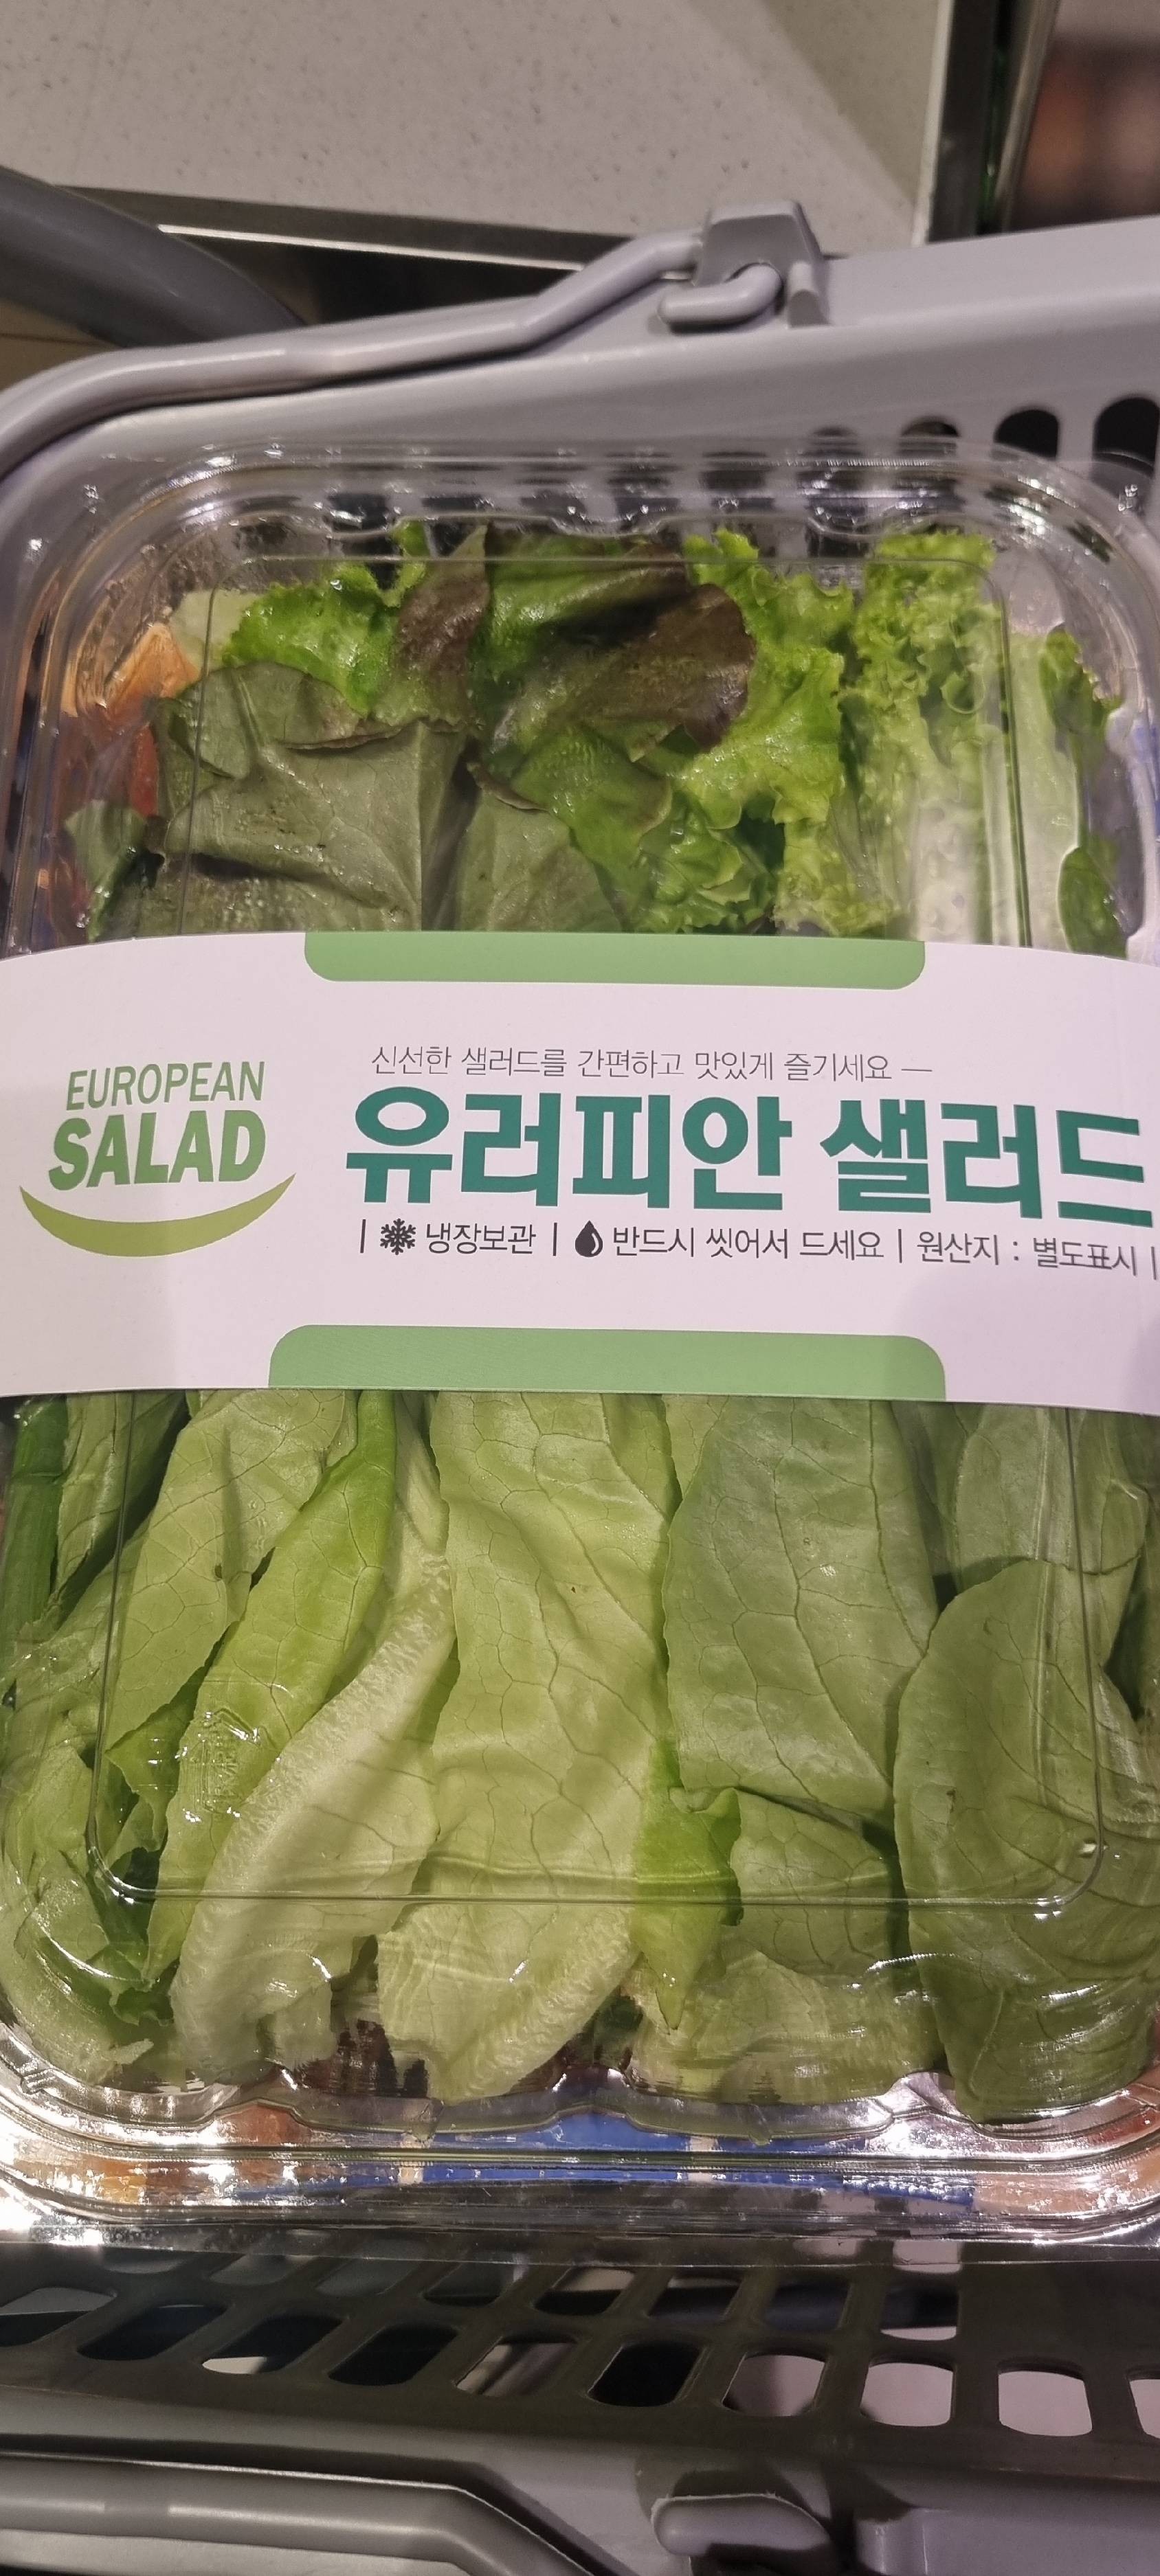 EUROPEAN
SALAD
신선한 샐러드를 간편하고 맛있게 즐기세요 —
유러피안 샐러드
| 냉장보관 | 반드시 씻어서 드세요 | 원산지 : 별도표시 |